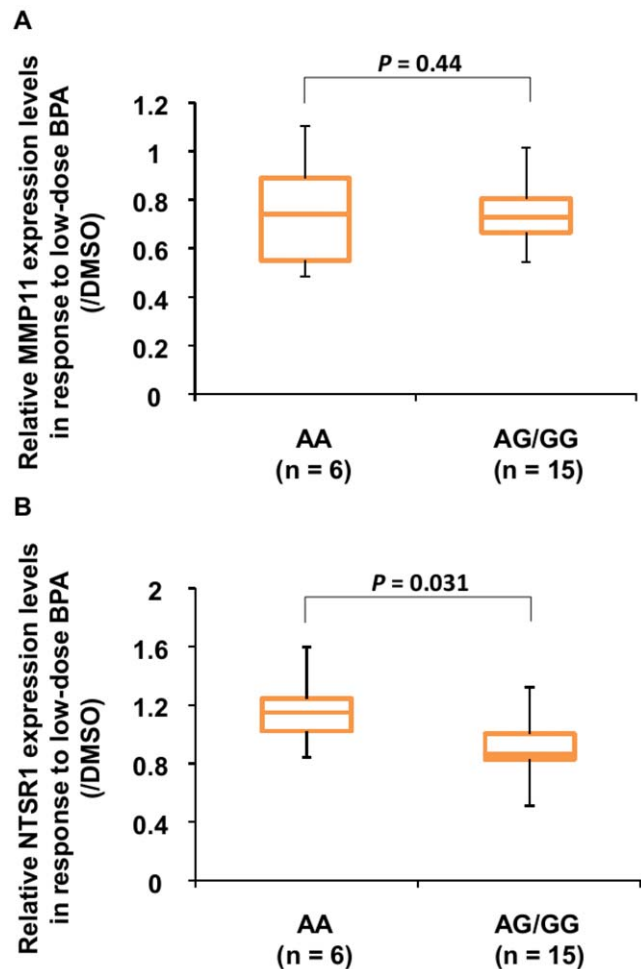 A
P = 0.44
Relative MMP11 expression levels
in response to low-dose BPA
(/DMSO)
1.2
1
0.8
0.6
0.4
0.2
0
AA
AG/GG
(n = 6)
(n = 15)
B
P = 0.031
Relative NTSR1 expression levels
in response to low-dose BPA
(/DMSO)
2
1.6
1.2
0.8
0.4
0
AA
AG/GG
(n = 6)
(n = 15)